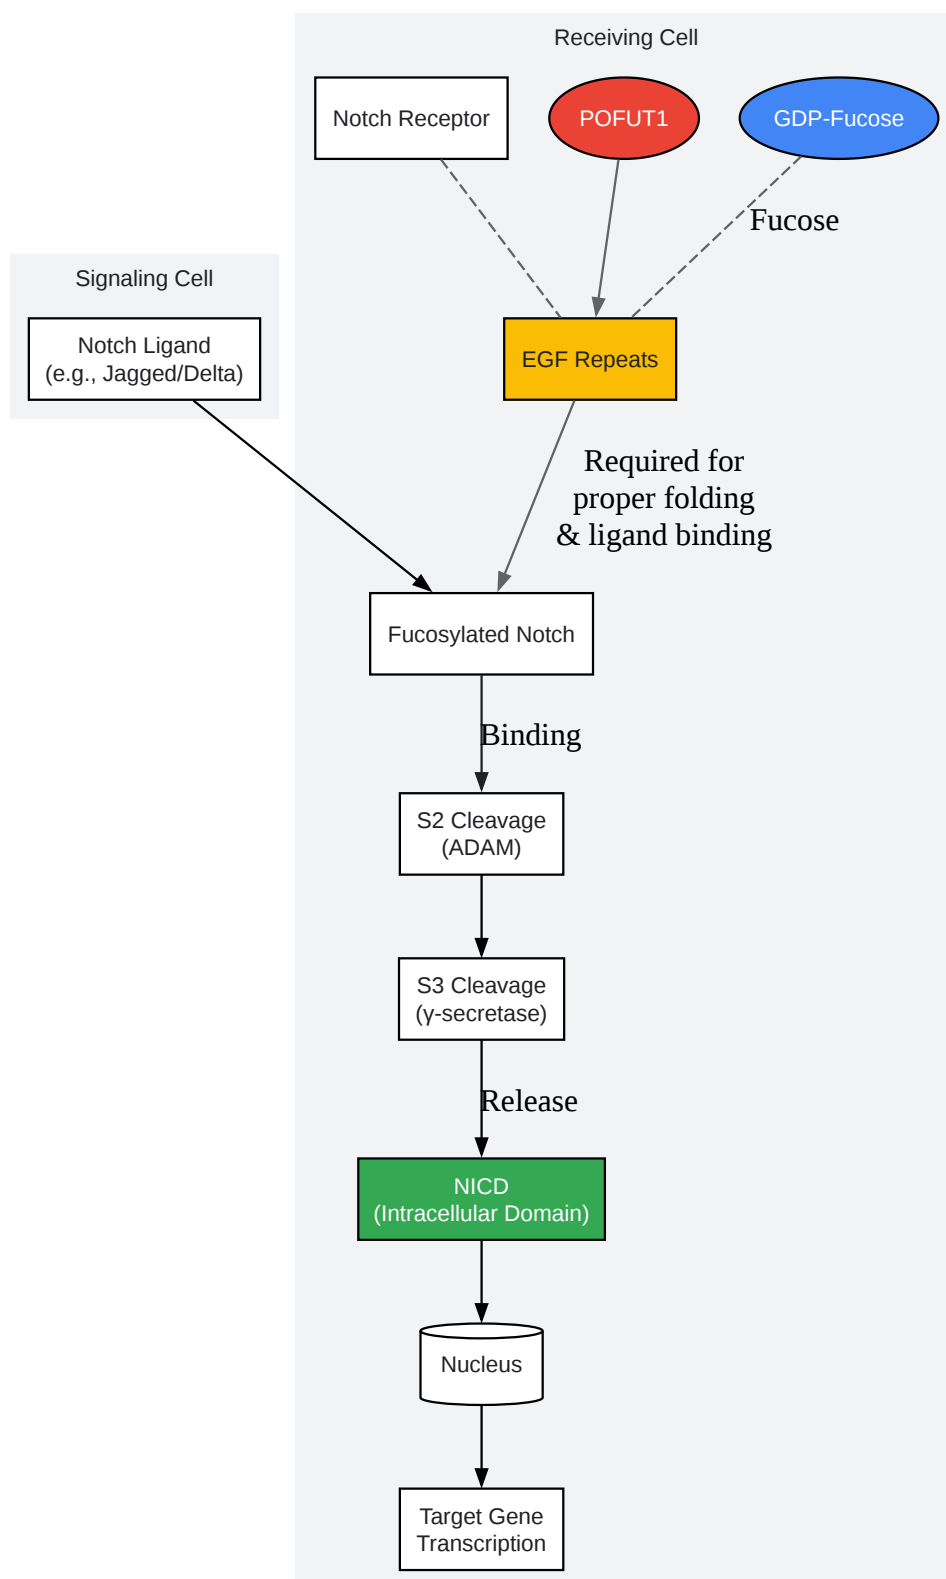 Receiving Cell
Notch Receptor
POFUT1
GDP-Fucose
Fucose
Signaling Cell
Notch Ligand
(e.g., Jagged/Delta)
EGF Repeats
Required for
proper folding
& ligand binding
Fucosylated Notch
Binding
S2 Cleavage
(ADAM)
S3 Cleavage
(γ-secretase)
Release
NICD
(Intracellular Domain)
Nucleus
Target Gene
Transcription